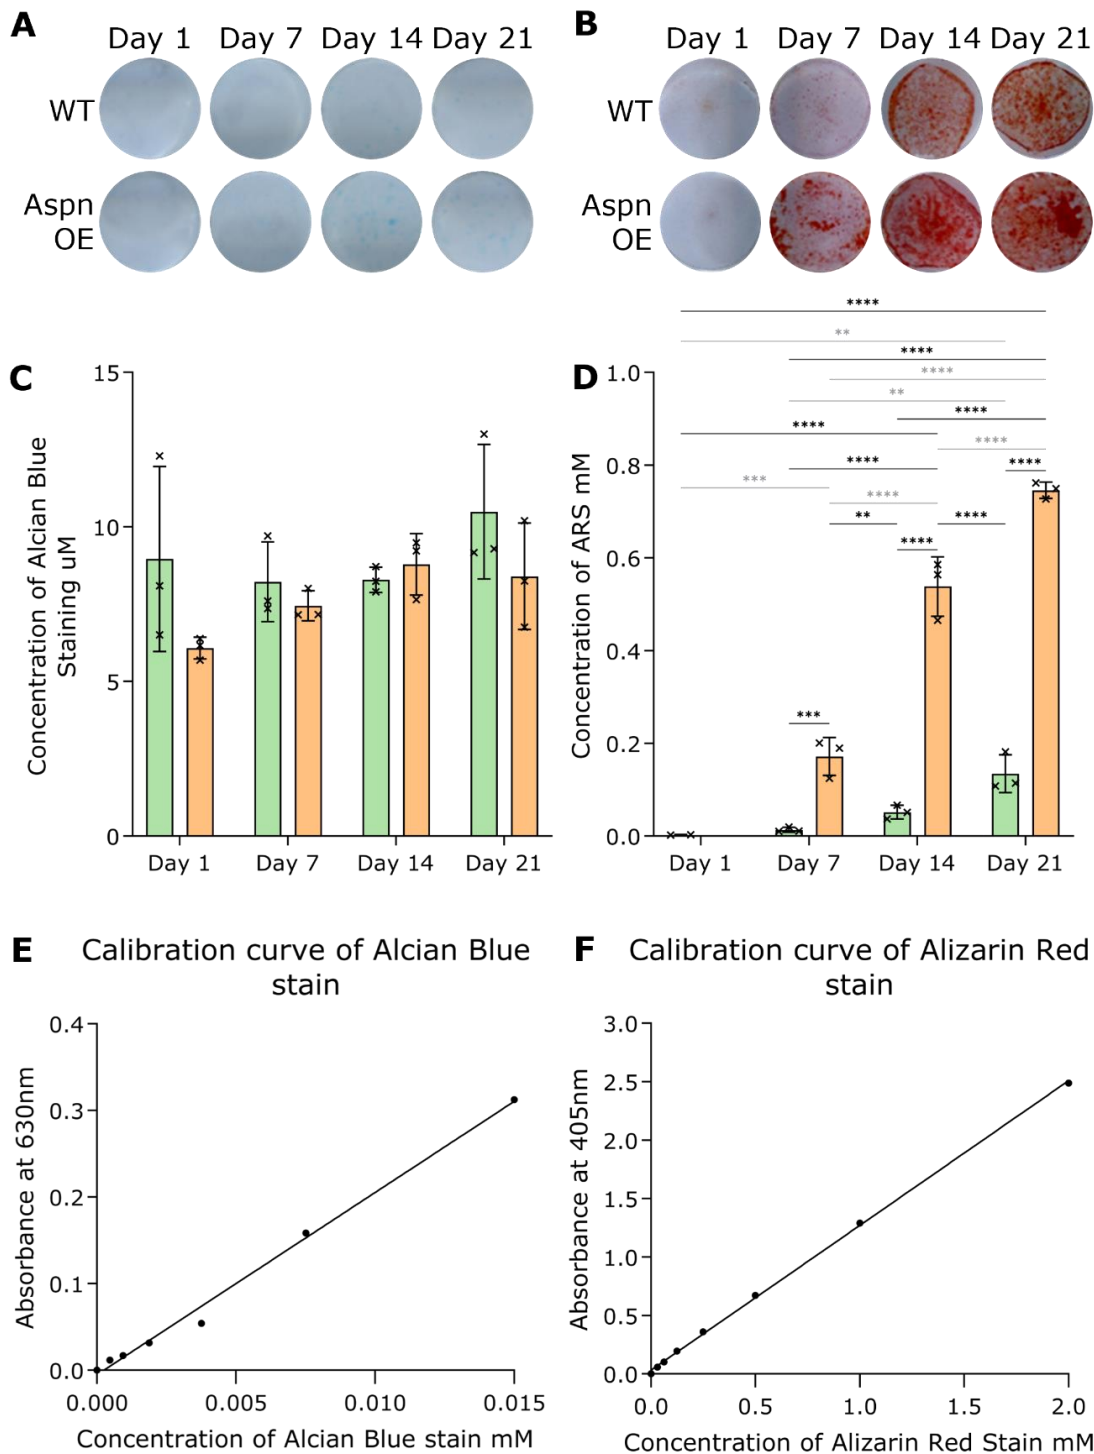 A
Day 1 Day 7 Day 14 Day 21
WT
Aspn
OE
B
Day 1 Day 7 Day 14 Day 21
WT
Aspn
OE
C
Concentration of Alcian Blue
Staining uM
15
10
5
0
Day 1 Day 7 Day 14 Day 21
D
Concentration of ARS mM
1.0
0.8
0.6
0.4
0.2
0.0
****
**
****
****
**
****
****
****
****
****
***
****
** ****
****
***
Day 1 Day 7 Day 14 Day 21
E
Calibration curve of Alcian Blue
stain
Absorbance at 630nm
0.4
0.3
0.2
0.1
0.0
0.000 0.005 0.010 0.015
Concentration of Alcian Blue stain mM
F
Calibration curve of Alizarin Red
stain
Absorbance at 405nm
3.0
2.5
2.0
1.5
1.0
0.5
0.0
0.0 0.5 1.0 1.5 2.0
Concentration of Alizarin Red Stain mM